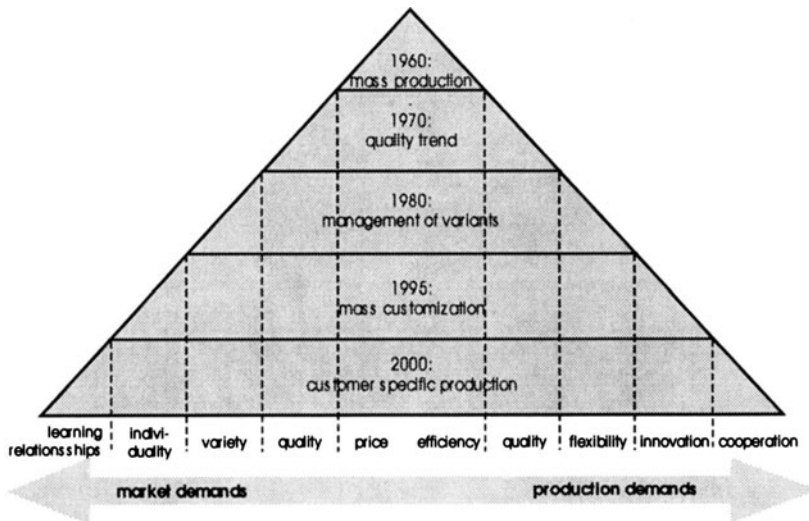 1960:
mass production
1970:
quality trend
1980:
management of variants
1995:
mass customization
2000:
customer specific production
learning relationships
indivi-
duality
variety
quality
price
efficiency
quality
flexibility
innovation
cooperation
market demands
production demands